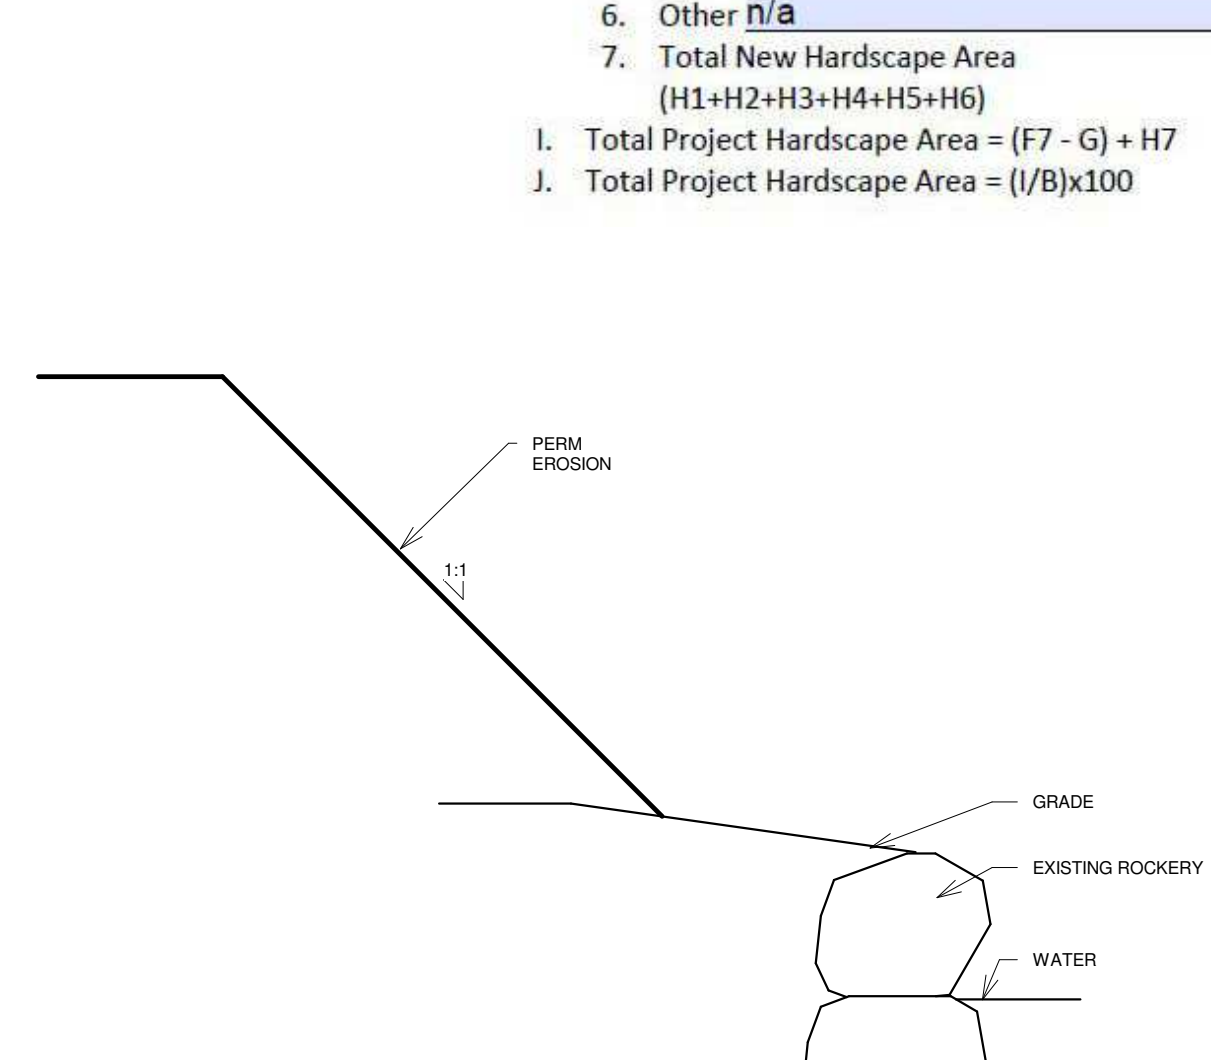 6. Other n/a
7. Total New Hardscape Area
(H1+H2+H3+H4+H5+H6)
I. Total Project Hardscape Area = (F7 - G) + H7
J. Total Project Hardscape Area = (I/B)x100
PERM
EROSION
1:1
GRADE
EXISTING ROCKERY
WATER